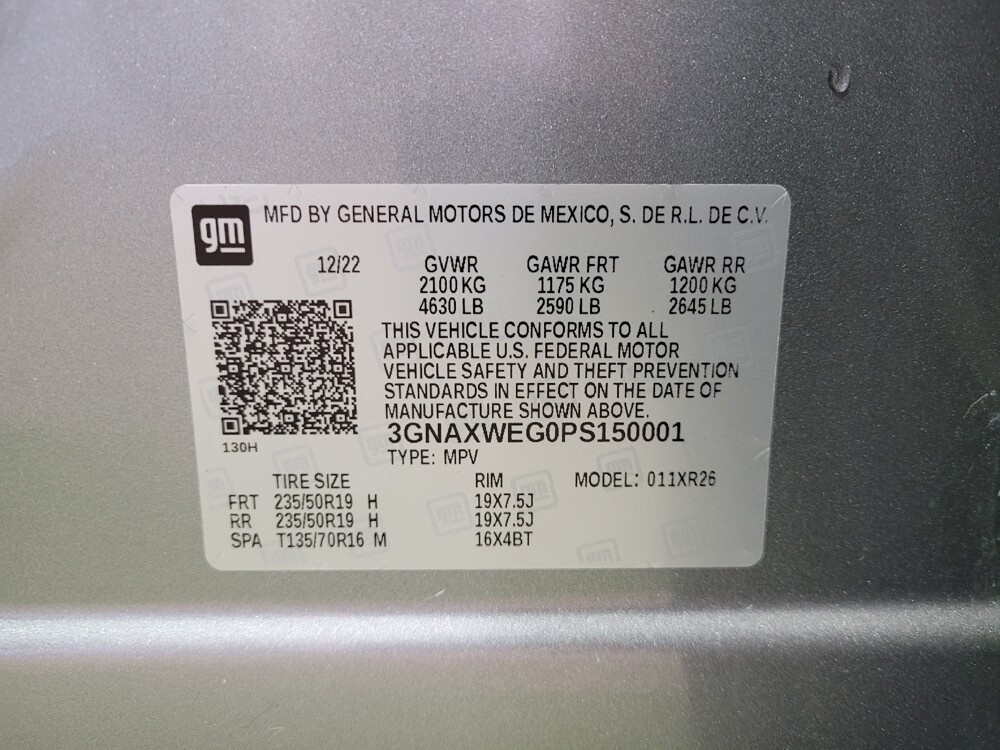 gm
MFD BY GENERAL MOTORS DE MEXICO, S. DE R.L. DE C.V.
12/22 GVWR GAWR FRT GAWR RR
2100 KG 1175 KG 1200 KG
4630 LB 2590 LB 2645 LB
THIS VEHICLE CONFORMS TO ALL
APPLICABLE U.S. FEDERAL MOTOR
VEHICLE SAFETY AND THEFT PREVENTION
STANDARDS IN EFFECT ON THE DATE OF
MANUFACTURE SHOWN ABOVE.
3GNAXWEG0PS150001
130H
TYPE: MPV
TIRE SIZE RIM MODEL: 011XR26
FRT 235/50R19 H 19X7.5J
RR 235/50R19 H 19X7.5J
SPA T135/70R16 M 16X4BT